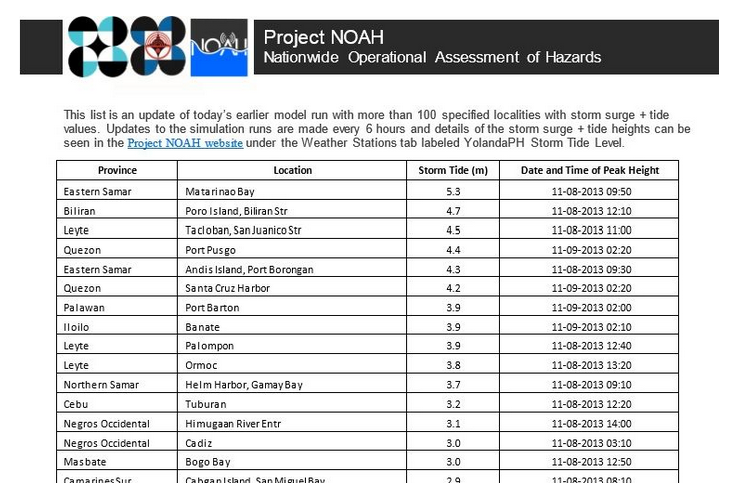 NOAH
Project NOAH
Nationwide Operational Assessment of Hazards
This list is an update of today's earlier model run with more than 100 specified localities with storm surge + tide
values. Updates to the simulation runs are made every 6 hours and details of the storm surge + tide heights can be
seen in the Project NOAH website under the Weather Stations tab labeled YolandaPH Storm Tide Level.
Province Location Storm Tide (m) Date and Time of Peak Height
Eastern Samar Matarinao Bay 5.3 11-08-2013 09:50
Biliran Poro Island, Biliran Str 4.7 11-08-2013 12:10
Leyte Tacloban, San Juanico Str 4.5 11-08-2013 11:00
Quezon Port Pusgo 4.4 11-09-2013 02:20
Eastern Samar Andis Island, Port Borongan 4.3 11-08-2013 09:30
Quezon Santa Cruz Harbor 4.2 11-09-2013 02:20
Palawan Port Barton 3.9 11-09-2013 02:00
Iloilo Banate 3.9 11-09-2013 02:10
Leyte Palompon 3.9 11-08-2013 12:40
Leyte Ormoc 3.8 11-08-2013 13:20
Northern Samar Helm Harbor, Gamay Bay 3.7 11-08-2013 09:10
Cebu Tuburan 3.2 11-08-2013 12:20
Negros Occidental Himugaan River Entr 3.1 11-08-2013 14:00
Negros Occidental Cadiz 3.0 11-08-2013 03:10
Masbate Bogo Bay 3.0 11-08-2013 12:50
Camarines Sur Cabgan Island, San Miguel Bay 2.9 11-08-2013 08:10